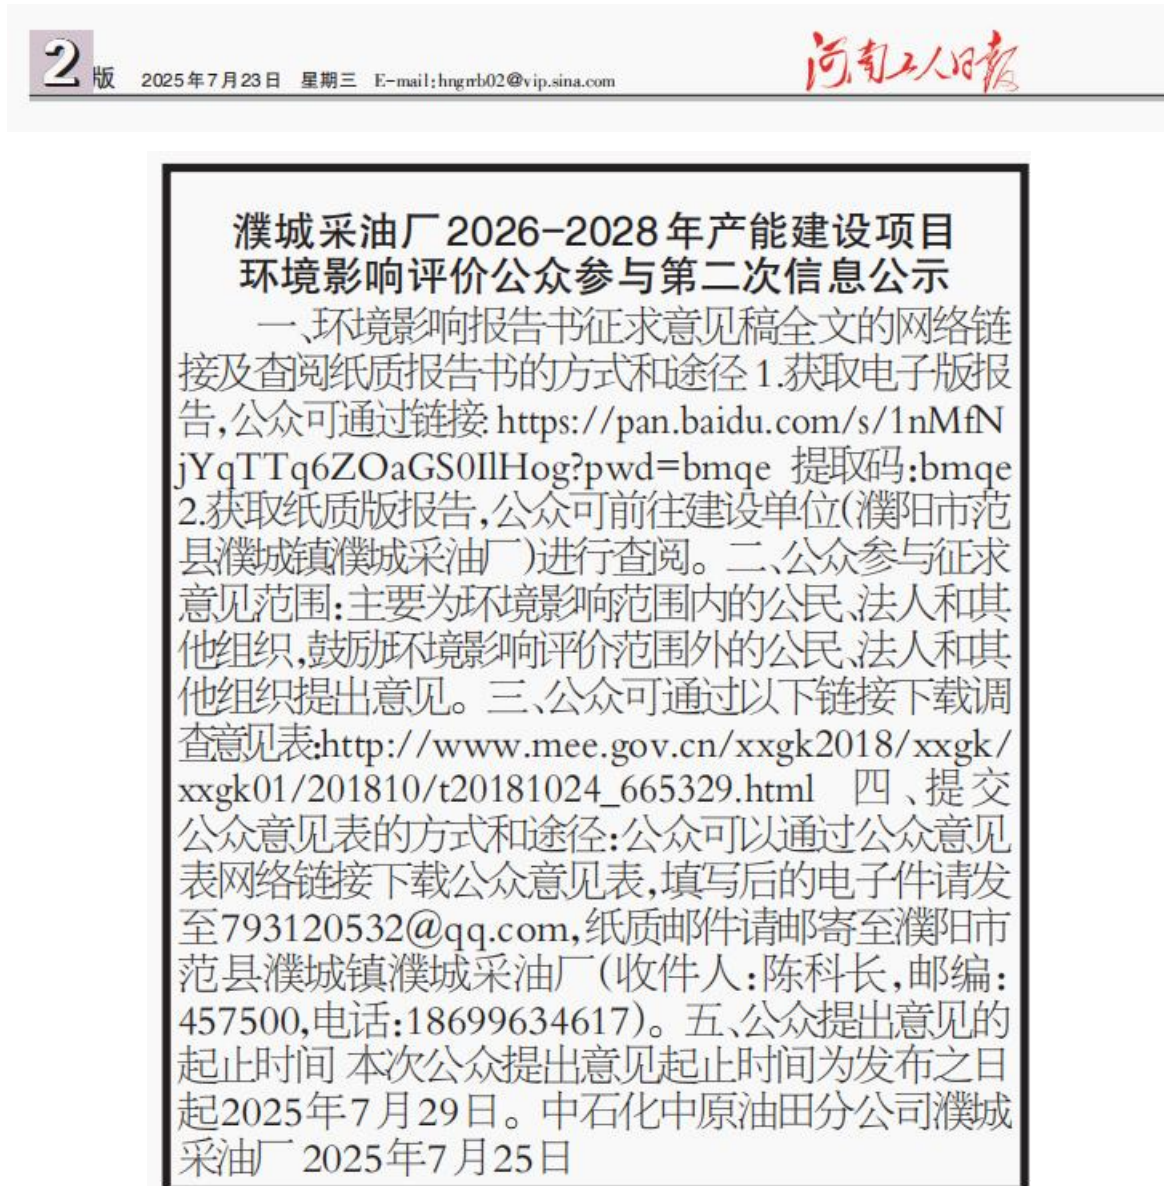 2版 2025年7月23日 星期三 E-mail:hngrrb02@vip.sina.com 河南工人日报
濮城采油厂2026-2028年产能建设项目
环境影响评价公众参与第二次信息公示
一、环境影响报告书征求意见稿全文的网络链
接及查阅纸质报告书的方式和途径 1.获取电子版报
告,公众可通过链接: https://pan.baidu.com/s/1nMfN
jYqTTq6ZOaGS0IlHog?pwd=bmqe 提取码:bmqe
2.获取纸质版报告,公众可前往建设单位(濮阳市范
县濮城镇濮城采油厂)进行查阅。二、公众参与征求
意见范围:主要为环境影响范围内的公民、法人和其
他组织,鼓励环境影响评价范围外的公民、法人和其
他组织提出意见。三、公众可通过以下链接下载调
查意见表:http://www.mee.gov.cn/xxgk2018/xxgk/
xxgk01/201810/t20181024_665329.html 四、提交
公众意见表的方式和途径:公众可以通过公众意见
表网络链接下载公众意见表,填写后的电子件请发
至793120532@qq.com,纸质邮件请邮寄至濮阳市
范县濮城镇濮城采油厂(收件人:陈科长,邮编:
457500,电话:18699634617)。五、公众提出意见的
起止时间 本次公众提出意见起止时间为发布之日
起2025年7月29日。中石化中原油田分公司濮城
采油厂 2025年7月25日